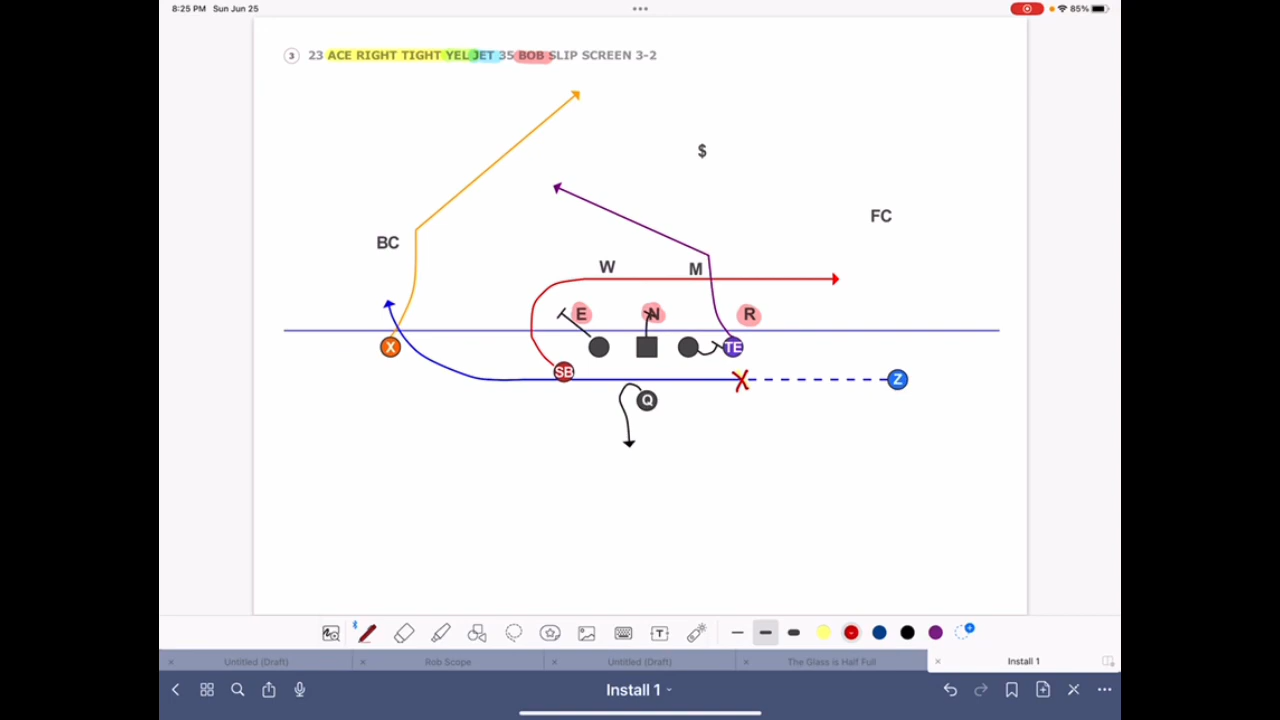 8:25 PM Sun Jun 25
85%
3 23 ACE RIGHT TIGHT YEL JET 35 BOB SLIP SCREEN 3-2
$
FC
BC
W M
E N R
X TE
SB X Z
Q
T
Untitled (Draft) Rob Scope Untitled (Draft) The Glass is Half Full Install 1
Install 1